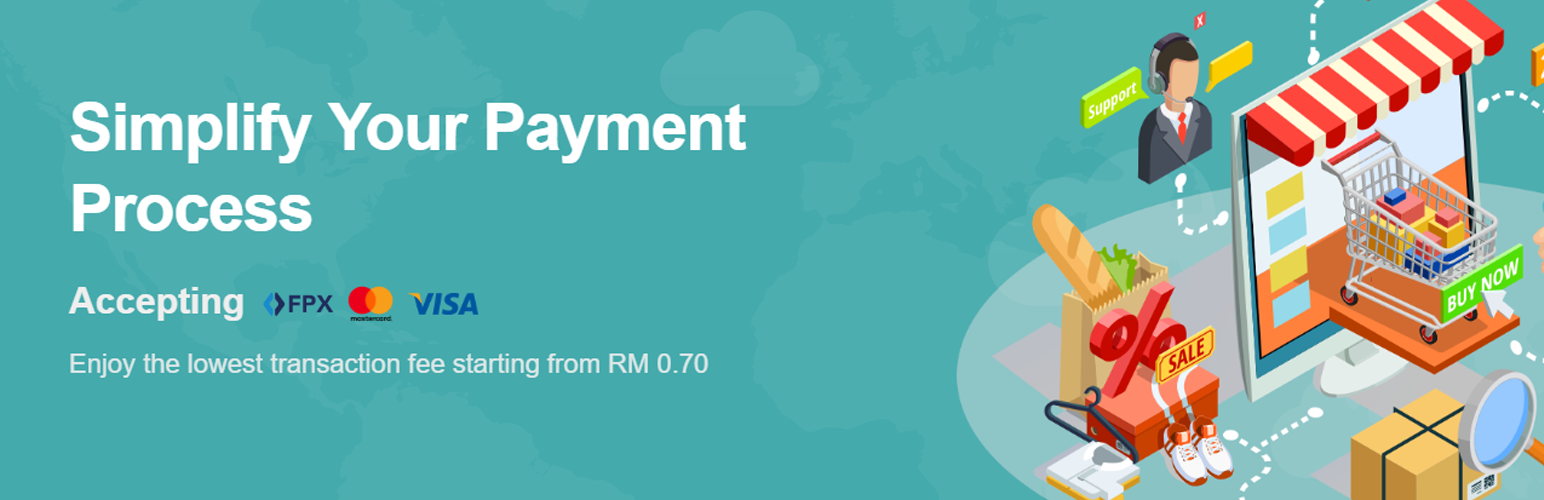 Simplify Your Payment
Process
Accepting FPX mastercard VISA
Enjoy the lowest transaction fee starting from RM 0.70
Support
X
BUY NOW
%
SALE